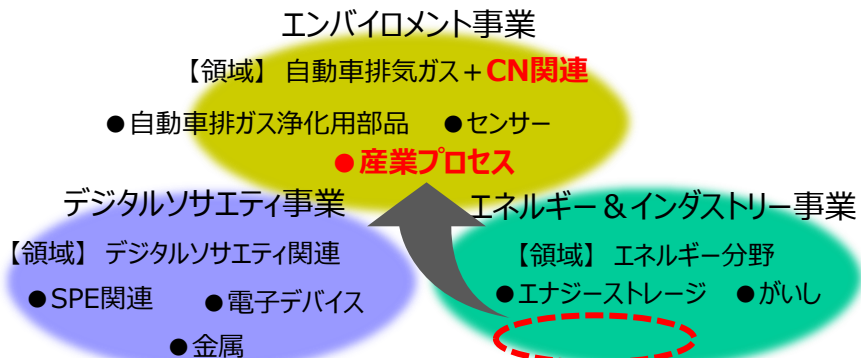 エンバイロメント事業
【領域】 自動車排気ガス＋CN関連
●自動車排ガス浄化用部品 ●センサー
●産業プロセス
デジタルソサエティ事業
【領域】 デジタルソサエティ関連
●SPE関連 ●電子デバイス
●金属
エネルギー＆インダストリー事業
【領域】 エネルギー分野
●エナジーストレージ ●がいし